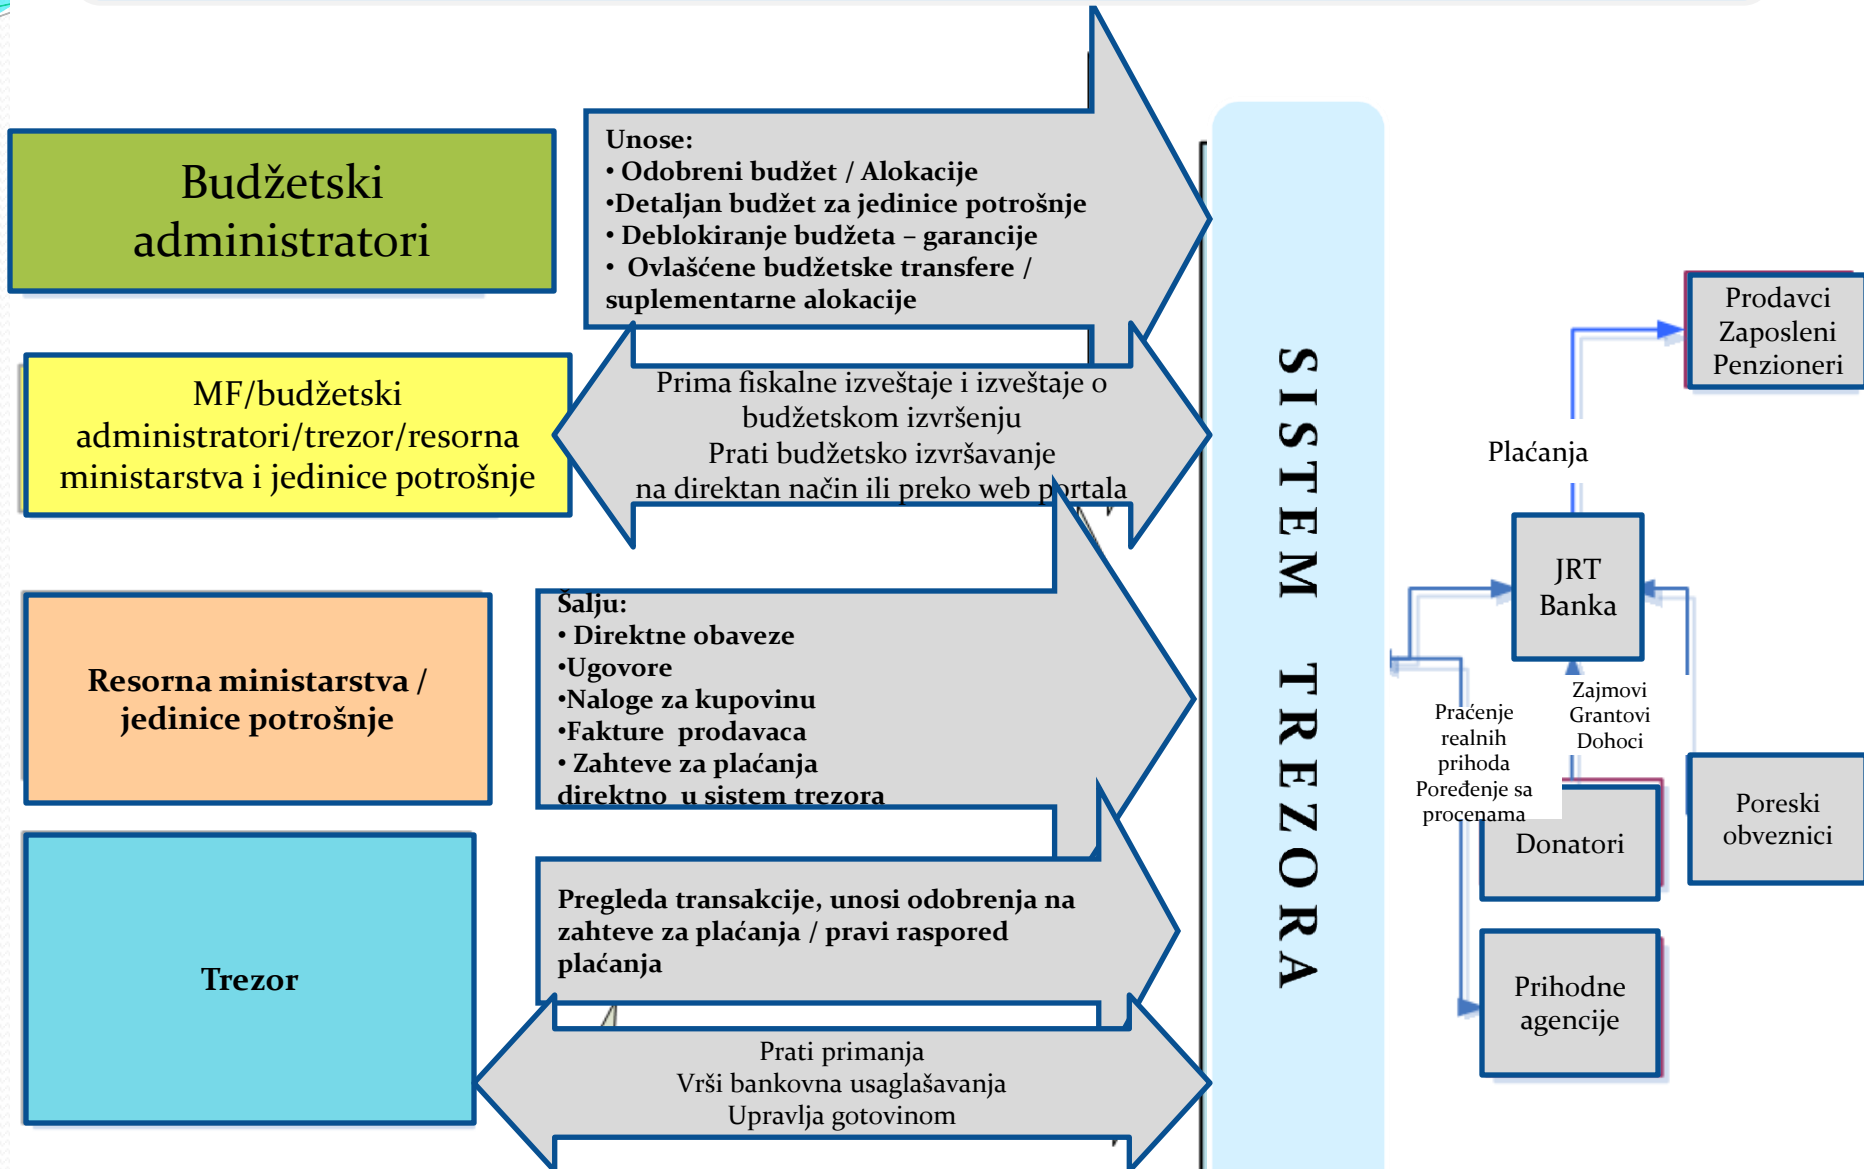 Budžetski
administratori
Unose:
• Odobreni budžet / Alokacije
•Detaljan budžet za jedinice potrošnje
• Deblokiranje budžeta – garancije
• Ovlašćene budžetske transfere /
suplementarne alokacije
MF/budžetski
administratori/trezor/resorna
ministarstva i jedinice potrošnje
Prima fiskalne izveštaje i izveštaje o
budžetskom izvršenju
Prati budžetsko izvršavanje
na direktan način ili preko web portala
Resorna ministarstva /
jedinice potrošnje
Šalju:
• Direktne obaveze
•Ugovore
•Naloge za kupovinu
•Fakture prodavaca
• Zahteve za plaćanja
direktno u sistem trezora
Trezor
Pregleda transakcije, unosi odobrenja na
zahteve za plaćanja / pravi raspored
plaćanja
Prati primanja
Vrši bankovna usaglašavanja
Upravlja gotovinom
SISTEM TREZORA
Prodavci
Zaposleni
Penzioneri
Plaćanja
JRT
Banka
Praćenje
realnih
prihoda
Poređenje sa
procenama
Zajmovi
Grantovi
Dohoci
Donatori
Poreski
obveznici
Prihodne
agencije